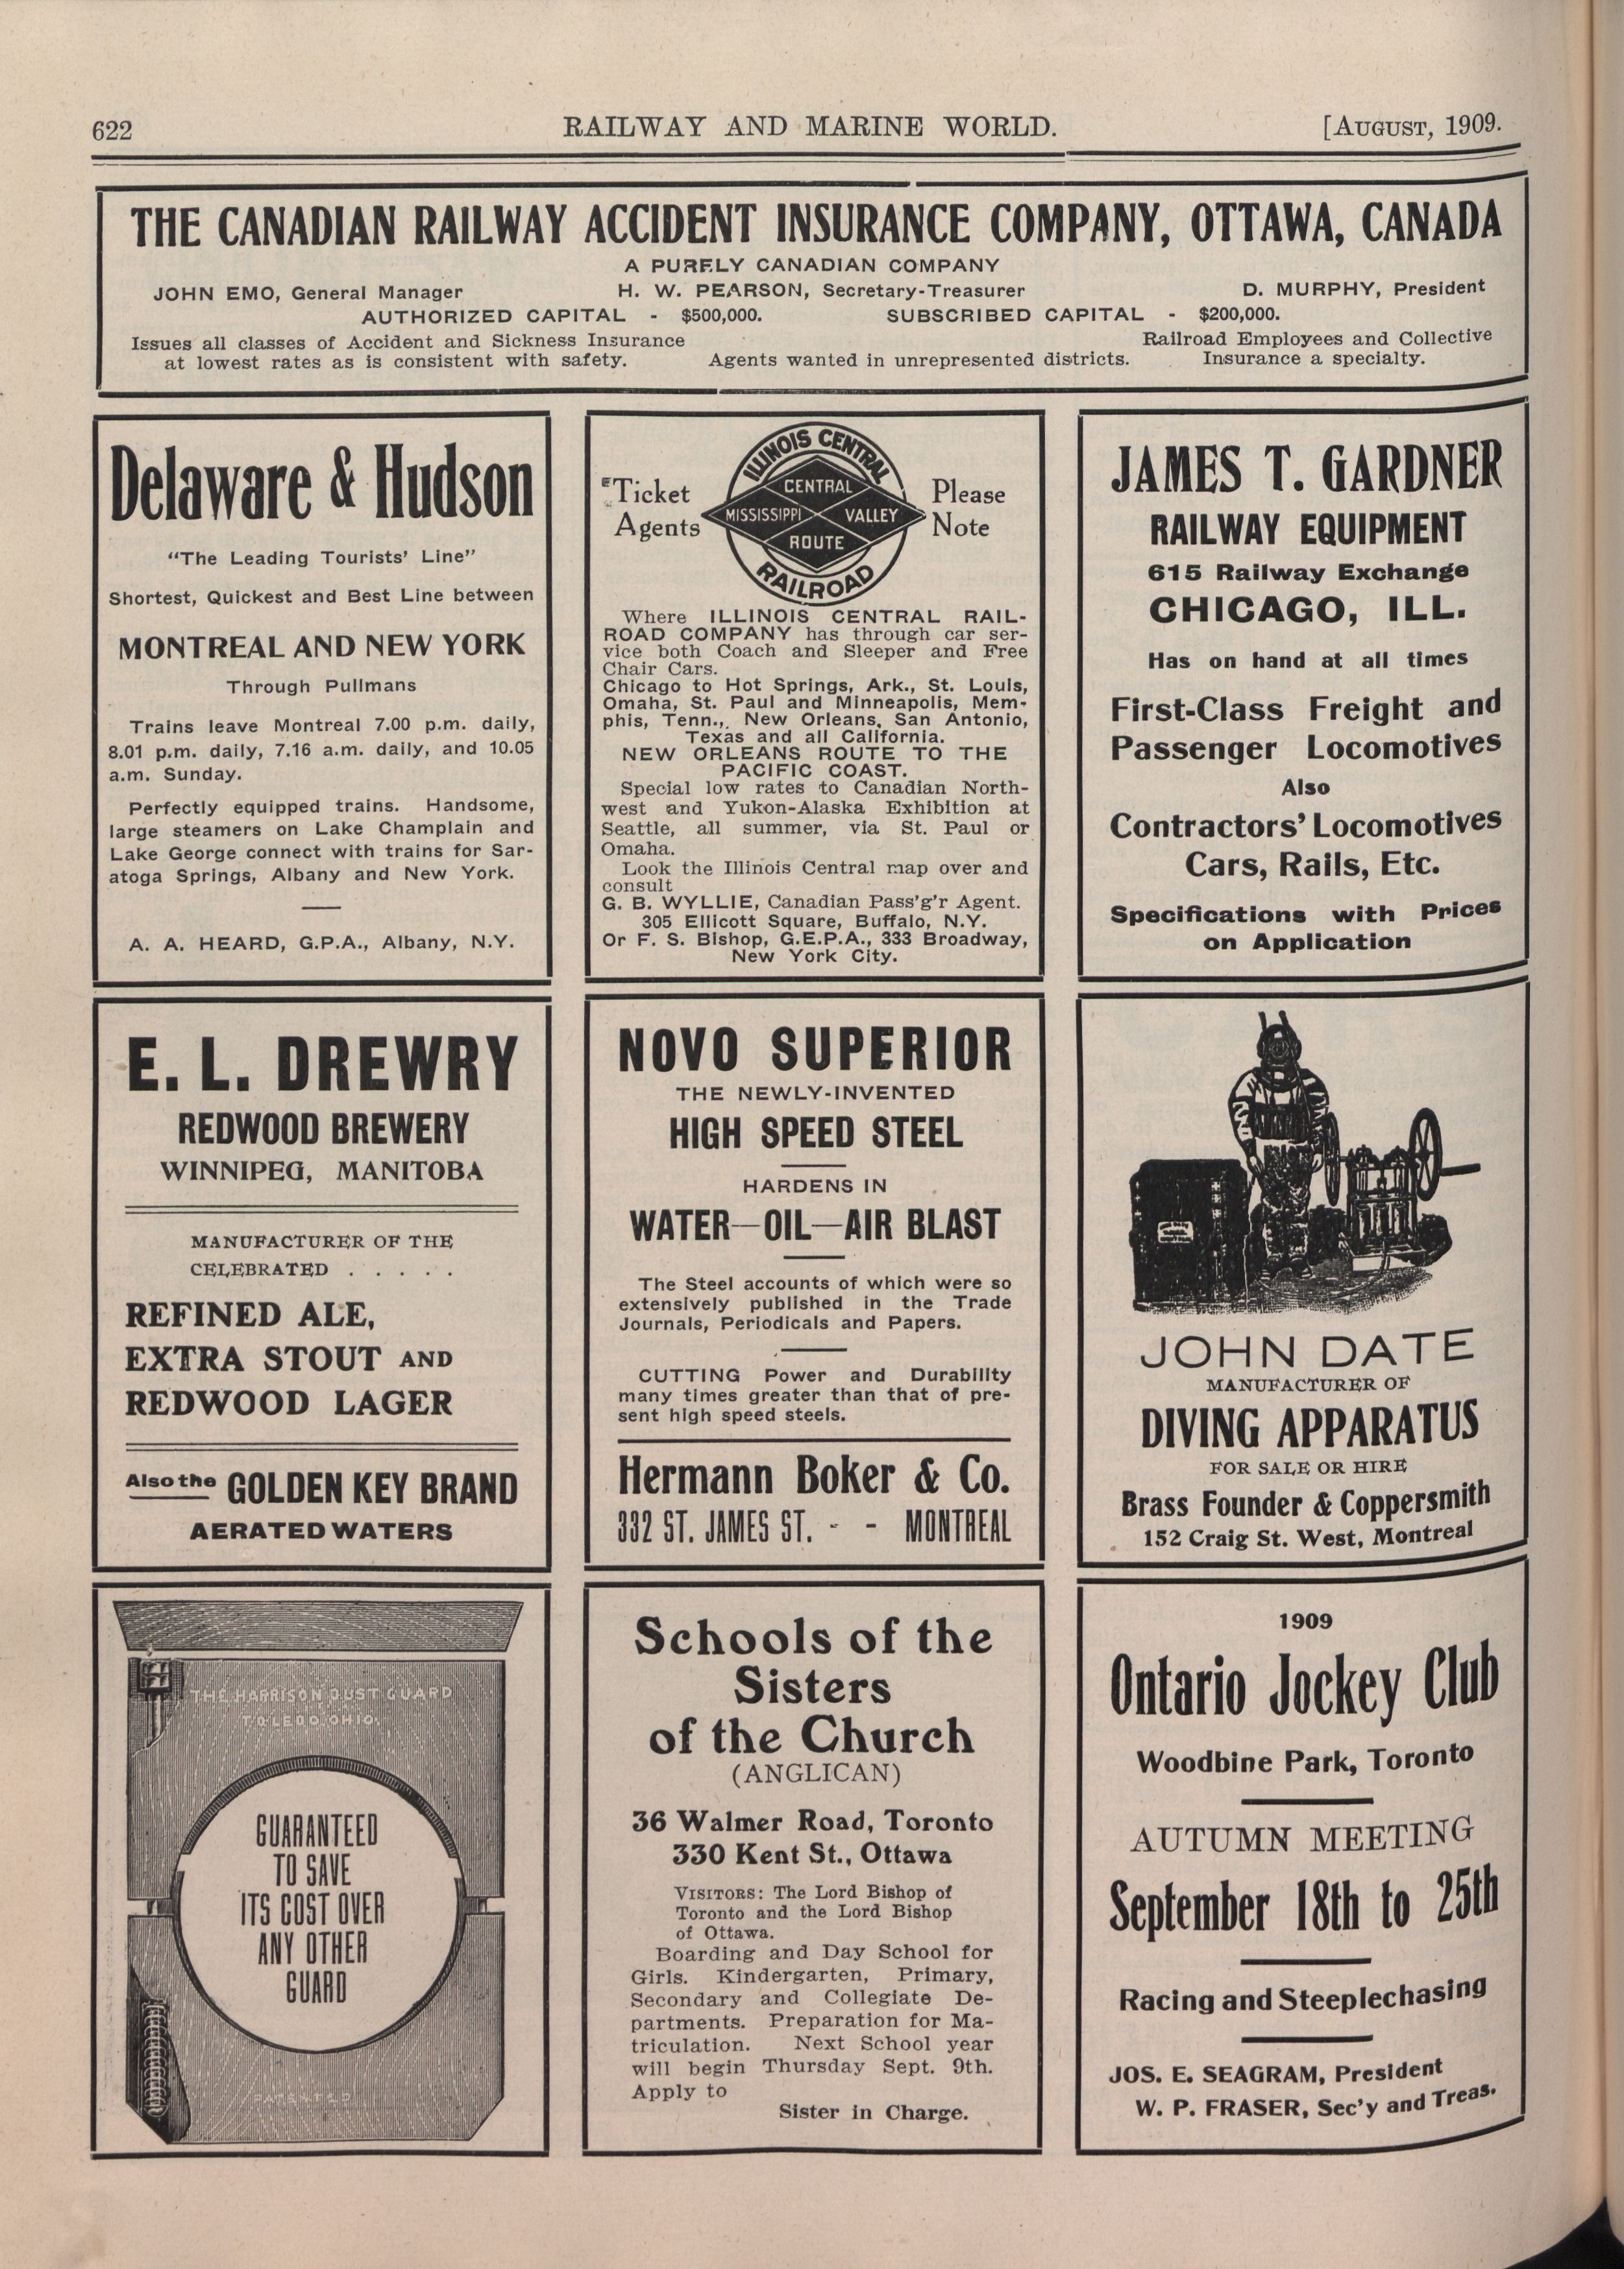 622
RAILWAY AND MARINE WORLD.
[AUGUST, 1909.
THE CANADIAN RAILWAY ACCIDENT INSURANCE COMPANY, OTTAWA, CANADA
A PURELY CANADIAN COMPANY
JOHN EMO, General Manager
H. W. PEARSON, Secretary-Treasurer
D. MURPHY, President
AUTHORIZED CAPITAL - $500,000. SUBSCRIBED CAPITAL - $200,000.
Issues all classes of Accident and Sickness Insurance
at lowest rates as is consistent with safety.
Agents wanted in unrepresented districts.
Railroad Employees and Collective
Insurance a specialty.
Delaware & Hudson
"The Leading Tourists' Line"
Shortest, Quickest and Best Line between
MONTREAL AND NEW YORK
Through Pullmans
Trains leave Montreal 7.00 p.m. daily,
8.01 p.m. daily, 7.16 a.m. daily, and 10.05
a.m. Sunday.
Perfectly equipped trains. Handsome,
large steamers on Lake Champlain and
Lake George connect with trains for Sar-
atoga Springs, Albany and New York.
A. A. HEARD, G.P.A., Albany, N.Y.
Ticket
Agents
ILLINOIS CENTRAL
CENTRAL
MISSISSIPPI VALLEY
ROUTE
RAILROAD
Please
Note
Where ILLINOIS CENTRAL RAIL-
ROAD COMPANY has through car ser-
vice both Coach and Sleeper and Free
Chair Cars.
Chicago to Hot Springs, Ark., St. Louis,
Omaha, St. Paul and Minneapolis, Mem-
phis, Tenn., New Orleans, San Antonio,
Texas and all California.
NEW ORLEANS ROUTE TO THE
PACIFIC COAST.
Special low rates to Canadian North-
west and Yukon-Alaska Exhibition at
Seattle, all summer, via St. Paul or
Omaha.
Look the Illinois Central map over and
consult
G. B. WYLLIE, Canadian Pass'g'r Agent.
305 Ellicott Square, Buffalo, N.Y.
Or F. S. Bishop, G.E.P.A., 333 Broadway,
New York City.
JAMES T. GARDNER
RAILWAY EQUIPMENT
615 Railway Exchange
CHICAGO, ILL.
Has on hand at all times
First-Class Freight and
Passenger Locomotives
Also
Contractors' Locomotives
Cars, Rails, Etc.
Specifications with Prices
on Application
E. L. DREWRY
REDWOOD BREWERY
WINNIPEG, MANITOBA
MANUFACTURER OF THE
CELEBRATED . . . . .
REFINED ALE,
EXTRA STOUT AND
REDWOOD LAGER
Also the GOLDEN KEY BRAND
AERATED WATERS
NOVO SUPERIOR
THE NEWLY-INVENTED
HIGH SPEED STEEL
HARDENS IN
WATER—OIL—AIR BLAST
The Steel accounts of which were so
extensively published in the Trade
Journals, Periodicals and Papers.
CUTTING Power and Durability
many times greater than that of pre-
sent high speed steels.
Hermann Boker & Co.
332 ST. JAMES ST. - - MONTREAL
JOHN DATE
MANUFACTURER OF
DIVING APPARATUS
FOR SALE OR HIRE
Brass Founder & Coppersmith
152 Craig St. West, Montreal
THE HARRISON DUST GUARD
TOLEDO OHIO.
GUARANTEED
TO SAVE
ITS COST OVER
ANY OTHER
GUARD
PATENTED
Schools of the
Sisters
of the Church
(ANGLICAN)
36 Walmer Road, Toronto
330 Kent St., Ottawa
VISITORS: The Lord Bishop of
Toronto and the Lord Bishop
of Ottawa.
Boarding and Day School for
Girls. Kindergarten, Primary,
Secondary and Collegiate De-
partments. Preparation for Ma-
triculation. Next School year
will begin Thursday Sept. 9th.
Apply to
Sister in Charge.
1909
Ontario Jockey Club
Woodbine Park, Toronto
AUTUMN MEETING
September 18th to 25th
Racing and Steeplechasing
JOS. E. SEAGRAM, President
W. P. FRASER, Sec'y and Treas.